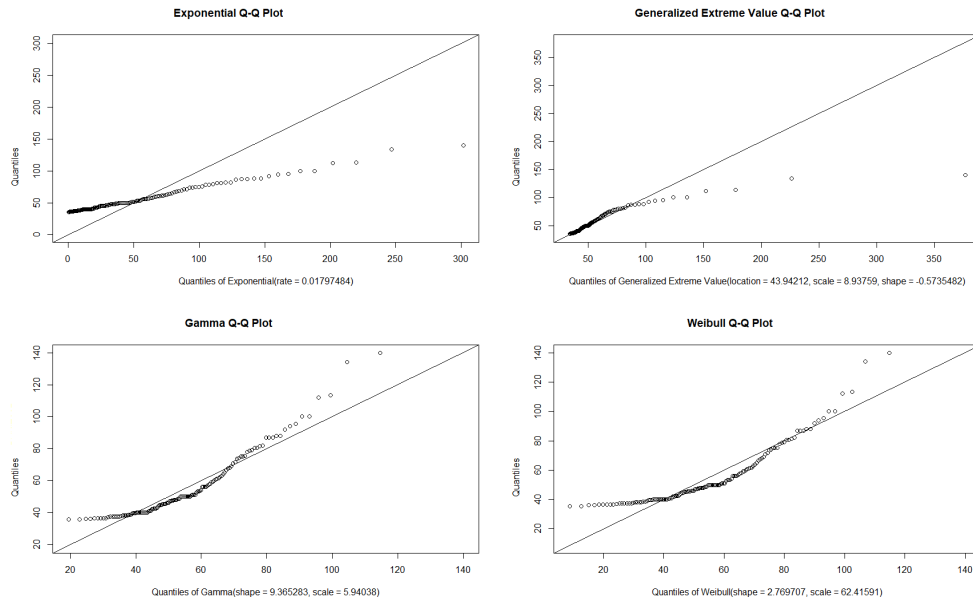 Exponential Q-Q Plot
Quantiles
0 50 100 150 200 250 300
0 50 100 150 200 250 300
Quantiles of Exponential(rate = 0.01797484)
Generalized Extreme Value Q-Q Plot
Quantiles
50 100 150 200 250 350
50 100 150 200 250 300 350
Quantiles of Generalized Extreme Value(location = 43.94212, scale = 8.93759, shape = -0.5735482)
Gamma Q-Q Plot
Quantiles
20 40 60 80 100 120 140
20 40 60 80 100 120 140
Quantiles of Gamma(shape = 9.365283, scale = 5.94038)
Weibull Q-Q Plot
Quantiles
20 40 60 80 100 120 140
20 40 60 80 100 120 140
Quantiles of Weibull(shape = 2.769707, scale = 62.41591)